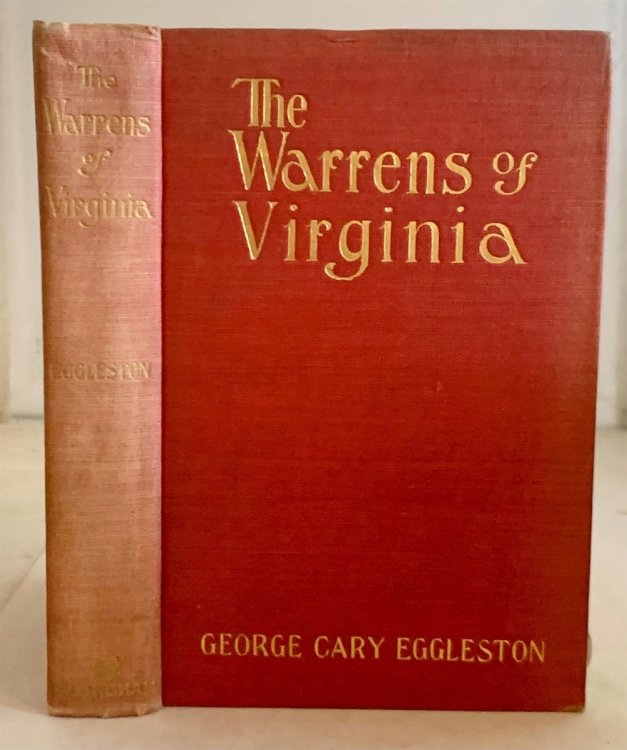 The
Warrens
of
Virginia
EGGLESTON
The
Warrens of
Virginia
GEORGE CARY EGGLESTON